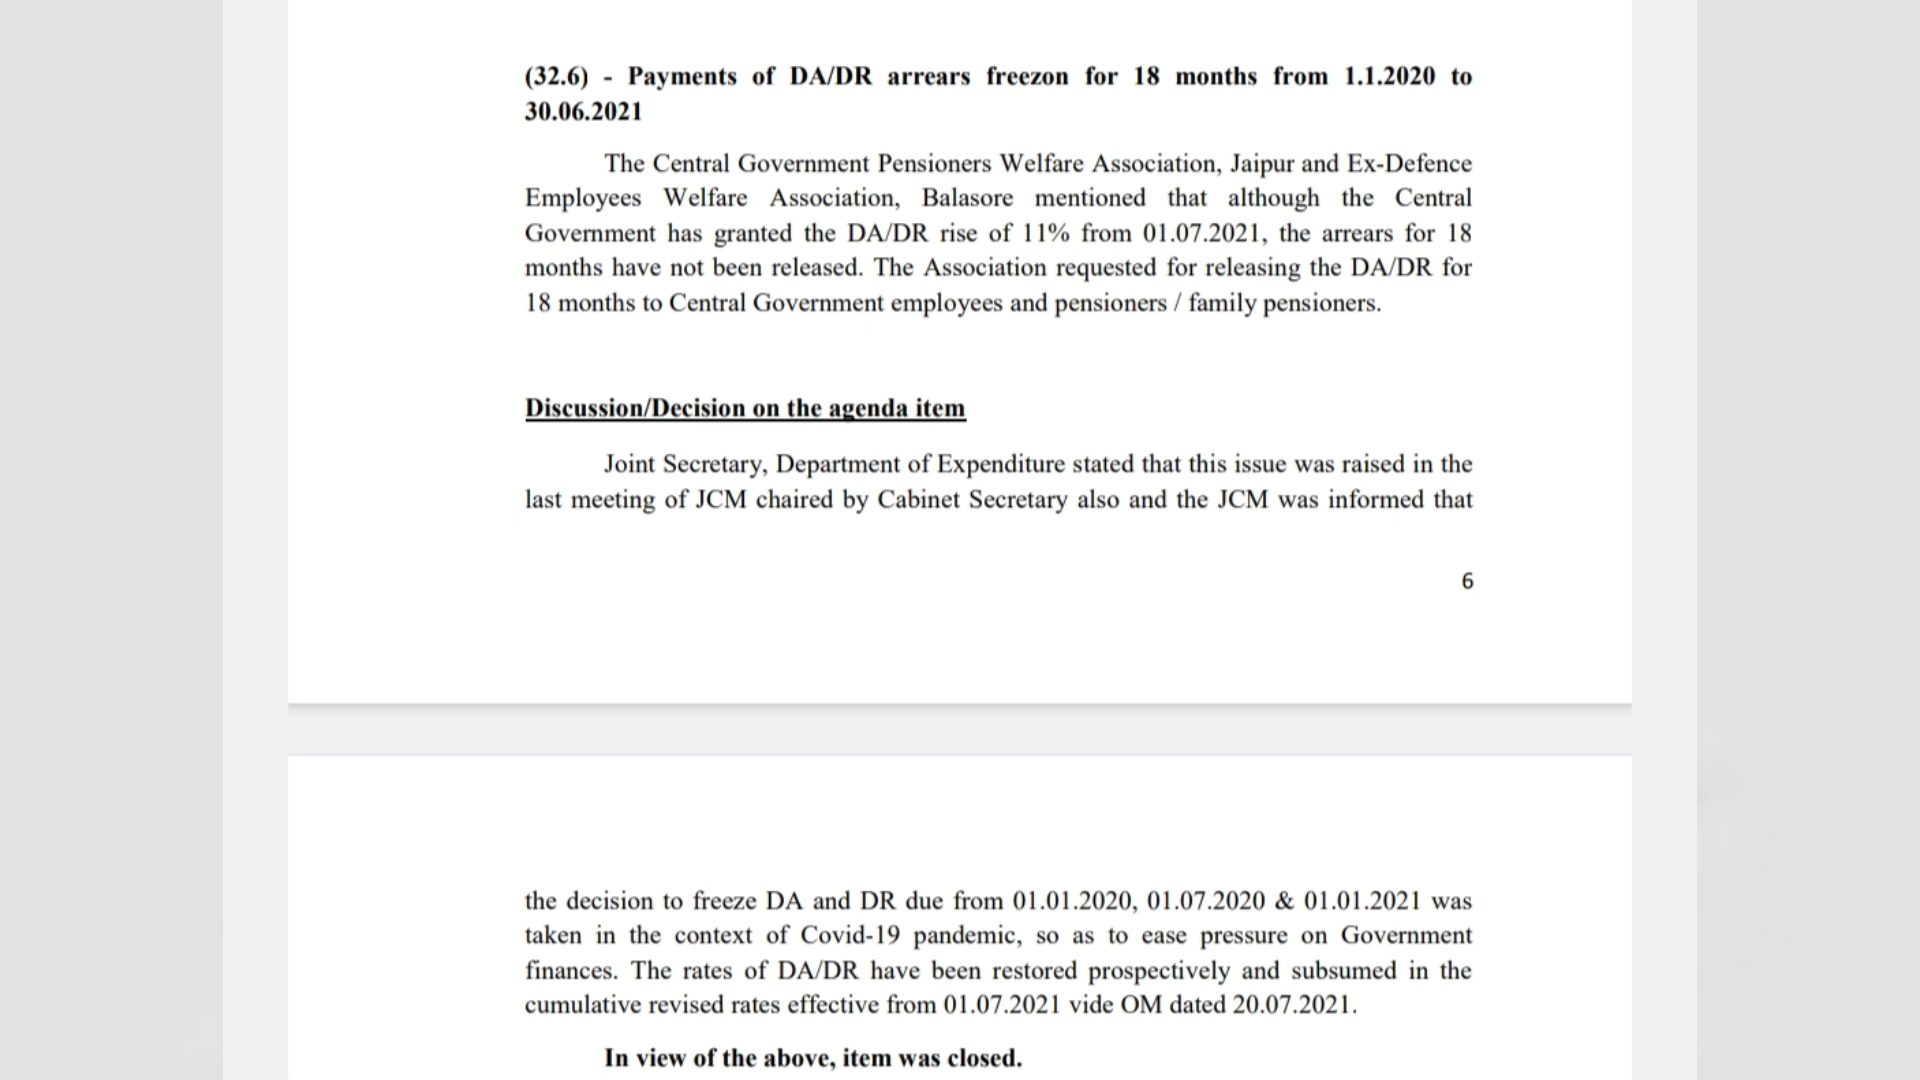 (32.6) - Payments of DA/DR arrears freezon for 18 months from 1.1.2020 to
30.06.2021
The Central Government Pensioners Welfare Association, Jaipur and Ex-Defence
Employees Welfare Association, Balasore mentioned that although the Central
Government has granted the DA/DR rise of 11% from 01.07.2021, the arrears for 18
months have not been released. The Association requested for releasing the DA/DR for
18 months to Central Government employees and pensioners / family pensioners.
Discussion/Decision on the agenda item
Joint Secretary, Department of Expenditure stated that this issue was raised in the
last meeting of JCM chaired by Cabinet Secretary also and the JCM was informed that
6
the decision to freeze DA and DR due from 01.01.2020, 01.07.2020 & 01.01.2021 was
taken in the context of Covid-19 pandemic, so as to ease pressure on Government
finances. The rates of DA/DR have been restored prospectively and subsumed in the
cumulative revised rates effective from 01.07.2021 vide OM dated 20.07.2021.
In view of the above, item was closed.